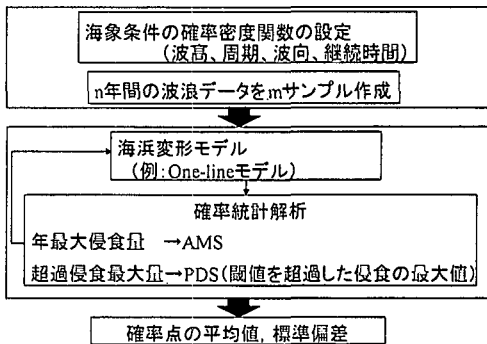 海象条件の確率密度関数の設定
(波高、周期、波向、継続時間)
n年間の波浪データをmサンプル作成
海浜変形モデル
(例:One-lineモデル)
確率統計解析
年最大侵食量 →AMS
超過侵食最大量→PDS(閾値を超過した侵食の最大値)
確率点の平均値, 標準偏差